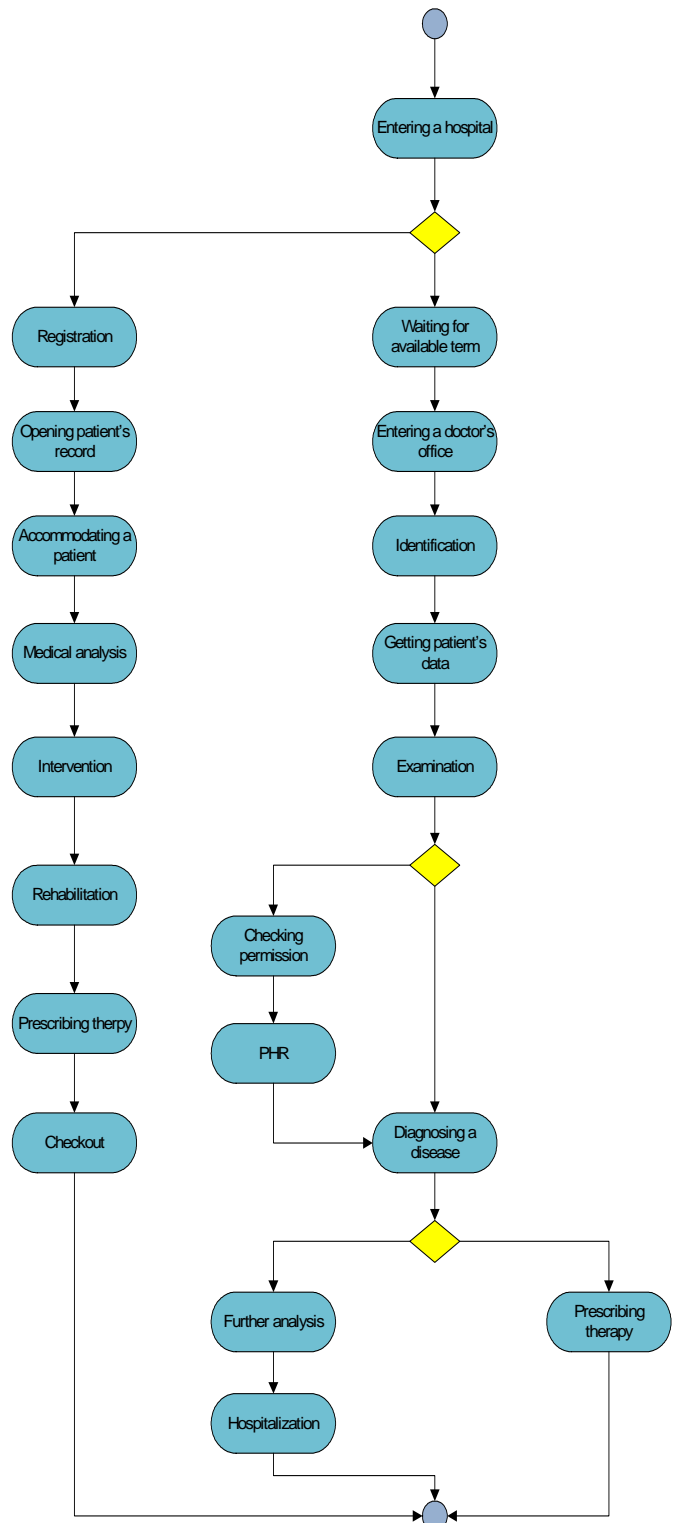 Entering a hospital
Registration
Waiting for
available term
Opening patient's
record
Entering a doctor's
office
Accommodating a
patient
Identification
Medical analysis
Getting patient's
data
Intervention
Examination
Rehabilitation
Checking
permission
Prescribing therpy
PHR
Checkout
Diagnosing a
disease
Further analysis
Prescribing
therapy
Hospitalization